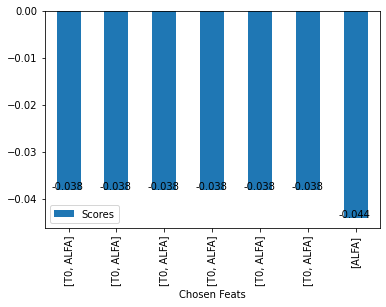 0.00
−0.01
−0.02
−0.03
−0.04
-0.038 -0.038 -0.038 -0.038 -0.038 -0.038 -0.044
Scores
[T0, ALFA] [T0, ALFA] [T0, ALFA] [T0, ALFA] [T0, ALFA] [T0, ALFA] [ALFA]
Chosen Feats